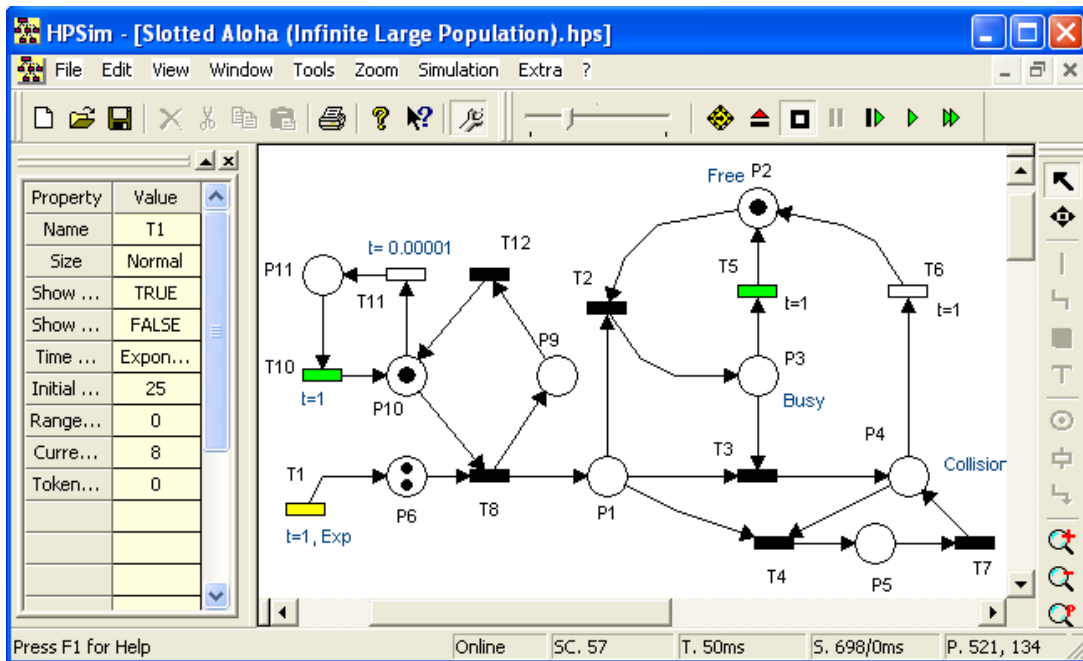 HPSim - [Slotted Aloha (Infinite Large Population).hps]
File Edit View Window Tools Zoom Simulation Extra ?
Property Value
Name T1
Size Normal
Show ... TRUE
Show ... FALSE
Time ... Expon...
Initial ... 25
Range... 0
Curre... 8
Token... 0
Free P2
t= 0.00001 T12
P11 T11 T2 T5 T6
t=1 t=1
T10 P9 P3
t=1 P10 Busy
T1 T3 P4
Collision
P6 T8 P1
t=1, Exp
T4 P5 T7
Press F1 for Help Online SC. 57 T. 50ms S. 698/0ms P. 521, 134